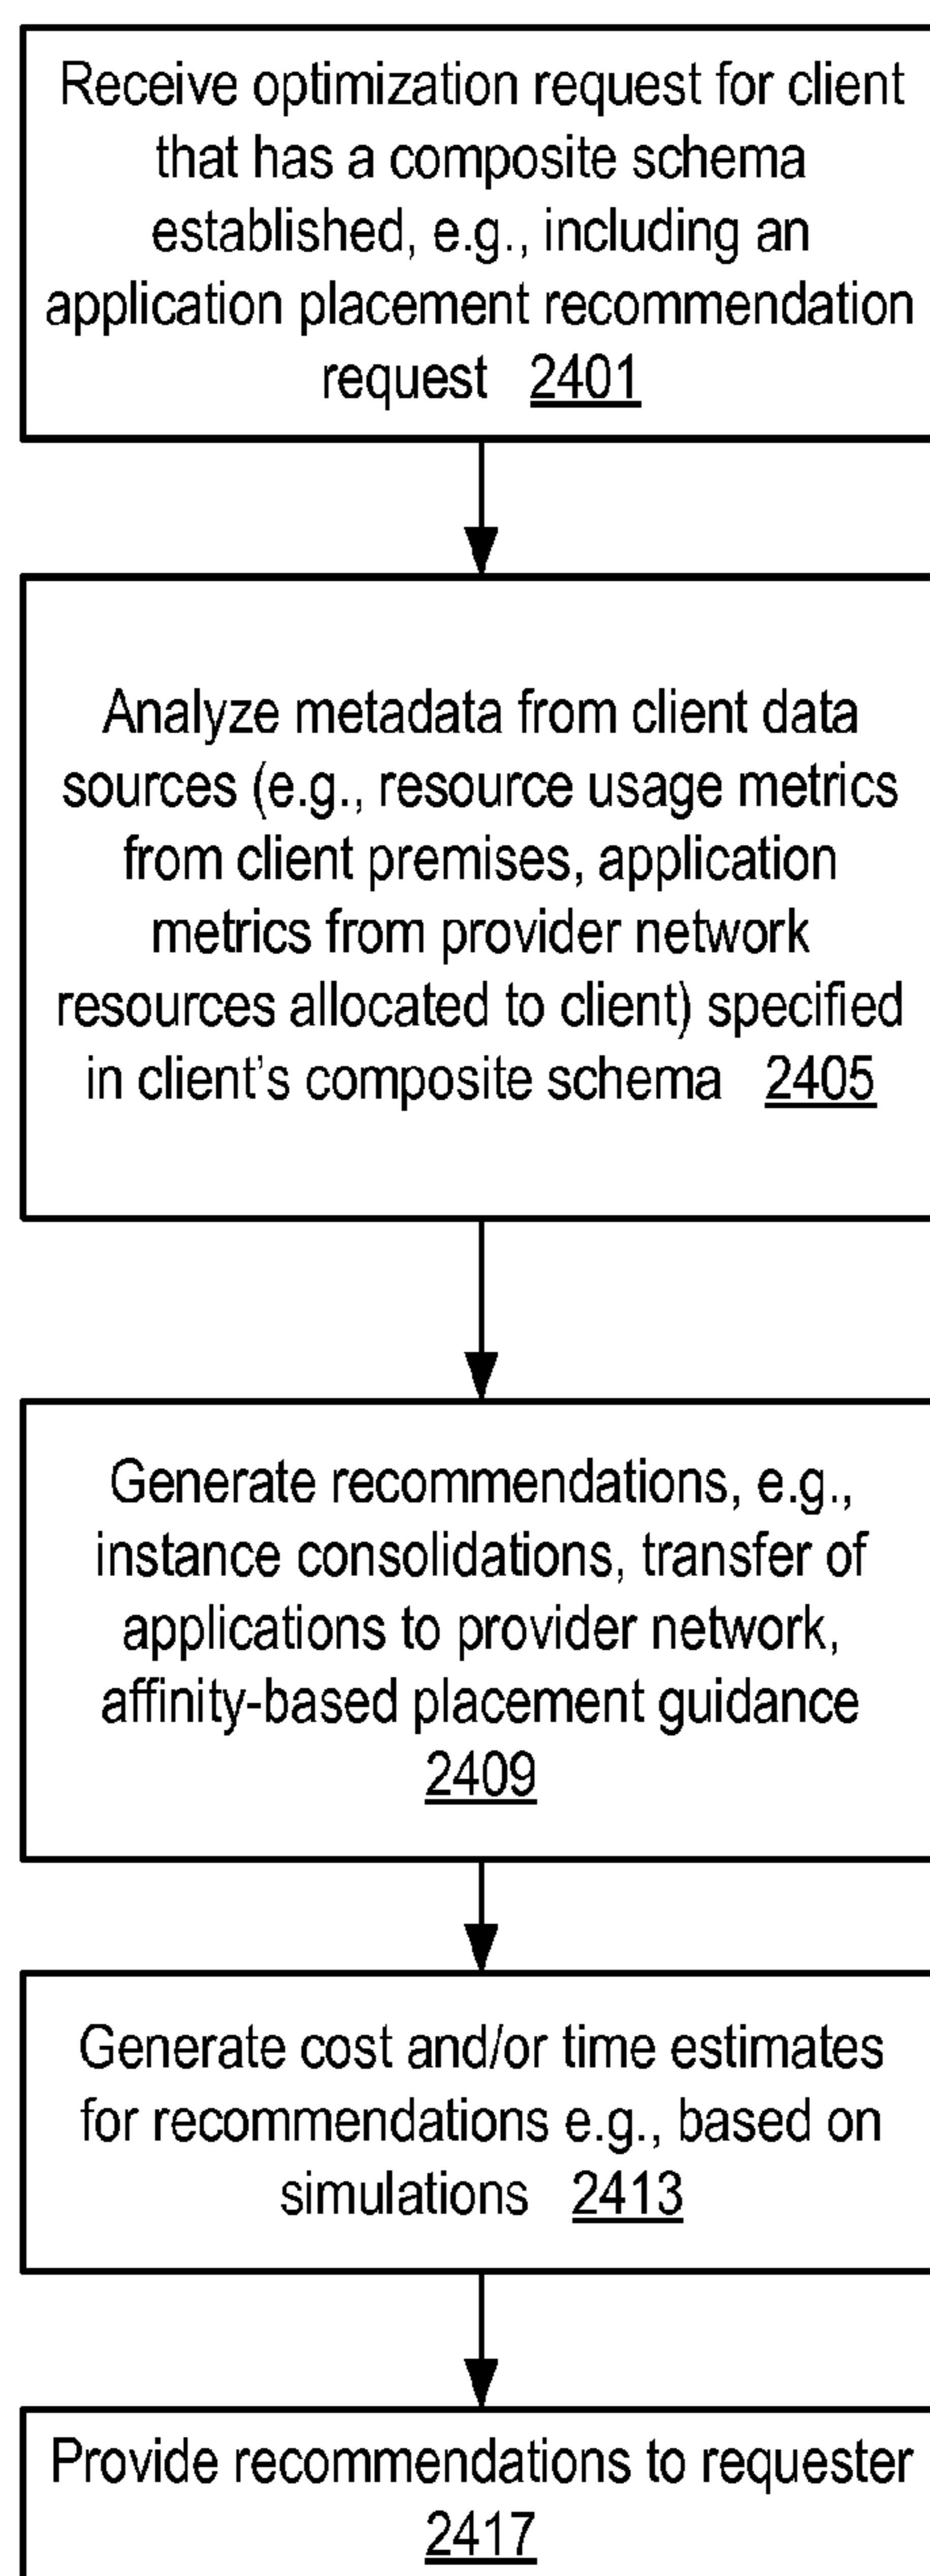 Receive optimization request for client
that has a composite schema
established, e.g., including an
application placement recommendation
request 2401
Analyze metadata from client data
sources (e.g., resource usage metrics
from client premises, application
metrics from provider network
resources allocated to client) specified
in client's composite schema 2405
Generate recommendations, e.g.,
instance consolidations, transfer of
applications to provider network,
affinity-based placement guidance
2409
Generate cost and/or time estimates
for recommendations e.g., based on
simulations 2413
Provide recommendations to requester
2417